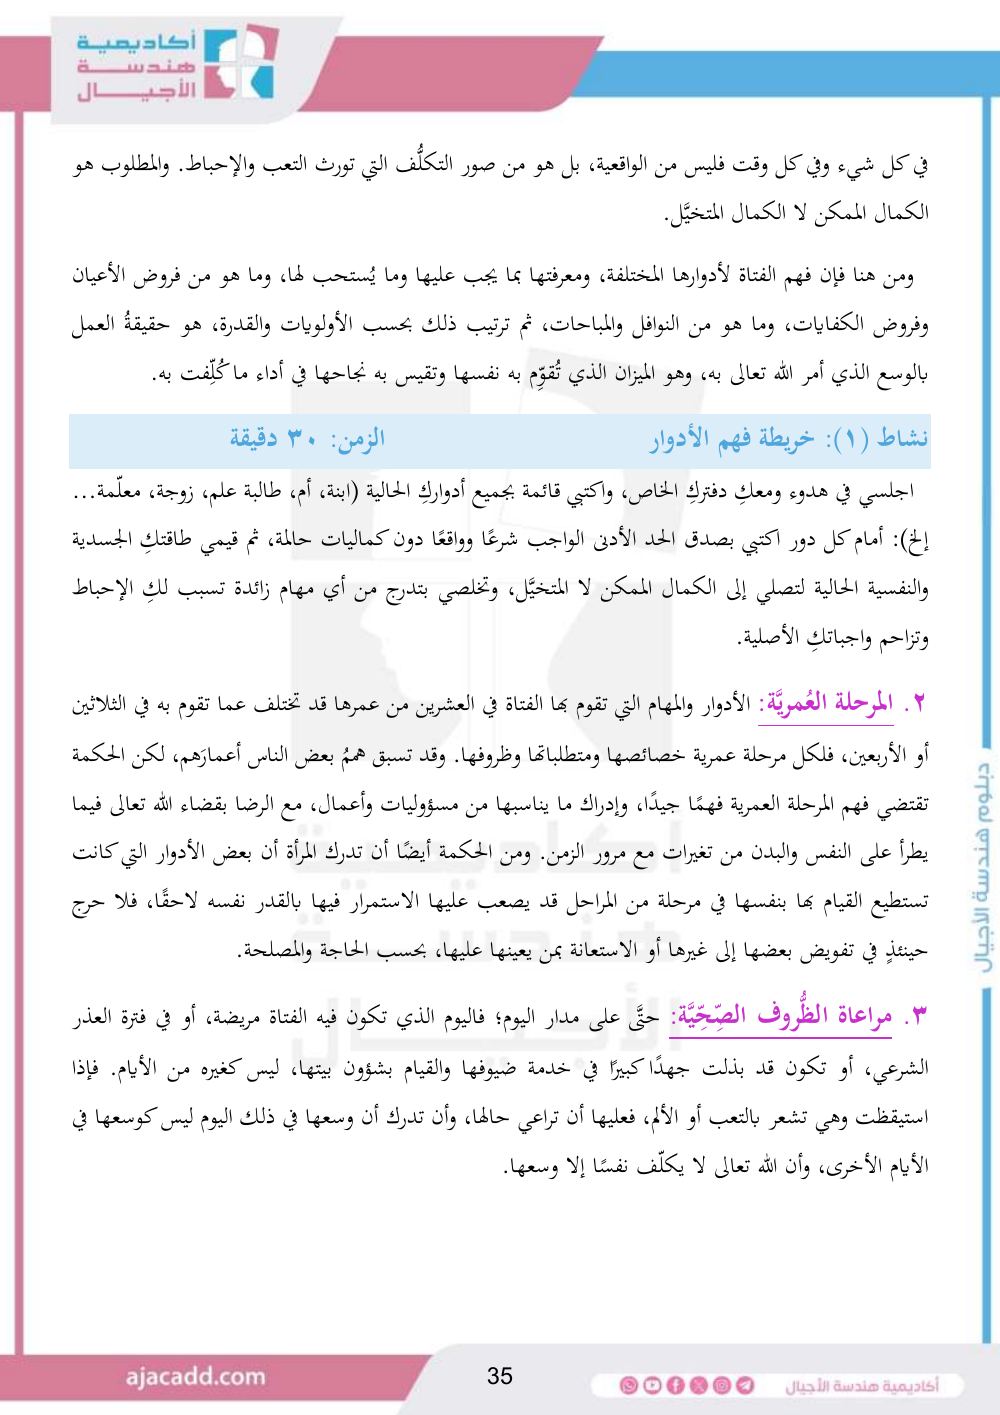 أكاديمية
هندسة
الأجيال
في كل شيء وفي كل وقت فليس من الواقعية، بل هو من صور التكلُّف التي تورث التعب والإحباط. والمطلوب هو
الكمال الممكن لا الكمال المتخيَّل.
ومن هنا فإن فهم الفتاة لأدوارها المختلفة، ومعرفتها بما يجب عليها وما يُستحب لها، وما هو من فروض الأعيان
وفروض الكفايات، وما هو من النوافل والمباحات، ثم ترتيب ذلك بحسب الأولويات والقدرة، هو حقيقةُ العمل
بالوسع الذي أمر الله تعالى به، وهو الميزان الذي تُقوِّم به نفسها وتقيس به نجاحها في أداء ما كُلِّفت به.
نشاط (١): خريطة فهم الأدوار الزمن: ٣٠ دقيقة
اجلسي في هدوء ومعكِ دفتركِ الخاص، واكتبي قائمة بجميع أدواركِ الحالية (ابنة، أم، طالبة علم، زوجة، معلّمة...
إلخ): أمام كل دور اكتبي بصدق الحد الأدنى الواجب شرعًا وواقعًا دون كماليات حالمة، ثم قيمي طاقتكِ الجسدية
والنفسية الحالية لتصلي إلى الكمال الممكن لا المتخيَّل، وتخلصي بتدرج من أي مهام زائدة تسبب لكِ الإحباط
وتزاحم واجباتكِ الأصلية.
٢. المرحلة العُمريَّة: الأدوار والمهام التي تقوم بها الفتاة في العشرين من عمرها قد تختلف عما تقوم به في الثلاثين
أو الأربعين، فلكل مرحلة عمرية خصائصها ومتطلباتها وظروفها. وقد تسبق هممُ بعض الناس أعمارَهم، لكن الحكمة
تقتضي فهم المرحلة العمرية فهمًا جيدًا، وإدراك ما يناسبها من مسؤوليات وأعمال، مع الرضا بقضاء الله تعالى فيما
يطرأ على النفس والبدن من تغيرات مع مرور الزمن. ومن الحكمة أيضًا أن تدرك المرأة أن بعض الأدوار التي كانت
تستطيع القيام بها بنفسها في مرحلة من المراحل قد يصعب عليها الاستمرار فيها بالقدر نفسه لاحقًا، فلا حرج
حينئذٍ في تفويض بعضها إلى غيرها أو الاستعانة بمن يعينها عليها، بحسب الحاجة والمصلحة.
٣. مراعاة الظُّروف الصِّحِّيَّة: حتَّى على مدار اليوم؛ فاليوم الذي تكون فيه الفتاة مريضة، أو في فترة العذر
الشرعي، أو تكون قد بذلت جهدًا كبيرًا في خدمة ضيوفها والقيام بشؤون بيتها، ليس كغيره من الأيام. فإذا
استيقظت وهي تشعر بالتعب أو الألم، فعليها أن تراعي حالها، وأن تدرك أن وسعها في ذلك اليوم ليس كوسعها في
الأيام الأخرى، وأن الله تعالى لا يكلّف نفسًا إلا وسعها.
دبلوم هندسة الأجيال
أكاديمية
هندسة
الأجيال
ajacadd.com
35
أكاديمية هندسة الأجيال